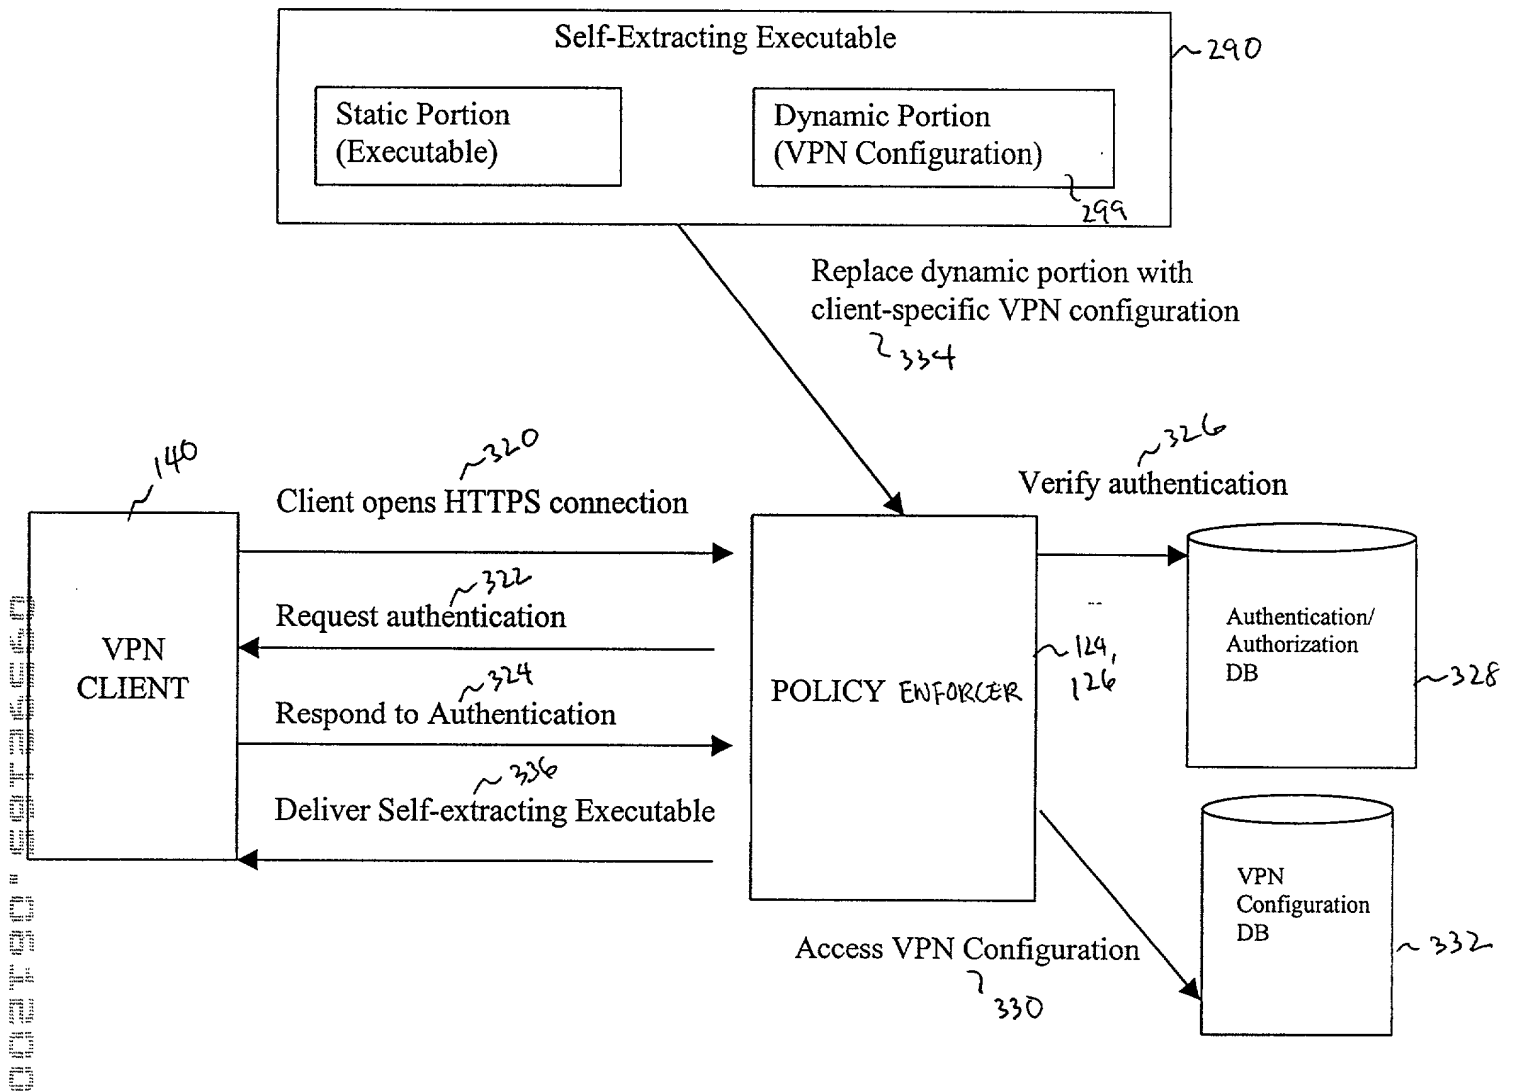 Self-Extracting Executable
290
Static Portion
(Executable)
Dynamic Portion
(VPN Configuration)
299
Replace dynamic portion with
client-specific VPN configuration
334
140
320
Client opens HTTPS connection
322
Request authentication
324
Respond to Authentication
336
Deliver Self-extracting Executable
VPN
CLIENT
POLICY ENFORCER
124,
126
326
Verify authentication
Authentication/
Authorization
DB
328
VPN
Configuration
DB
332
Access VPN Configuration
330